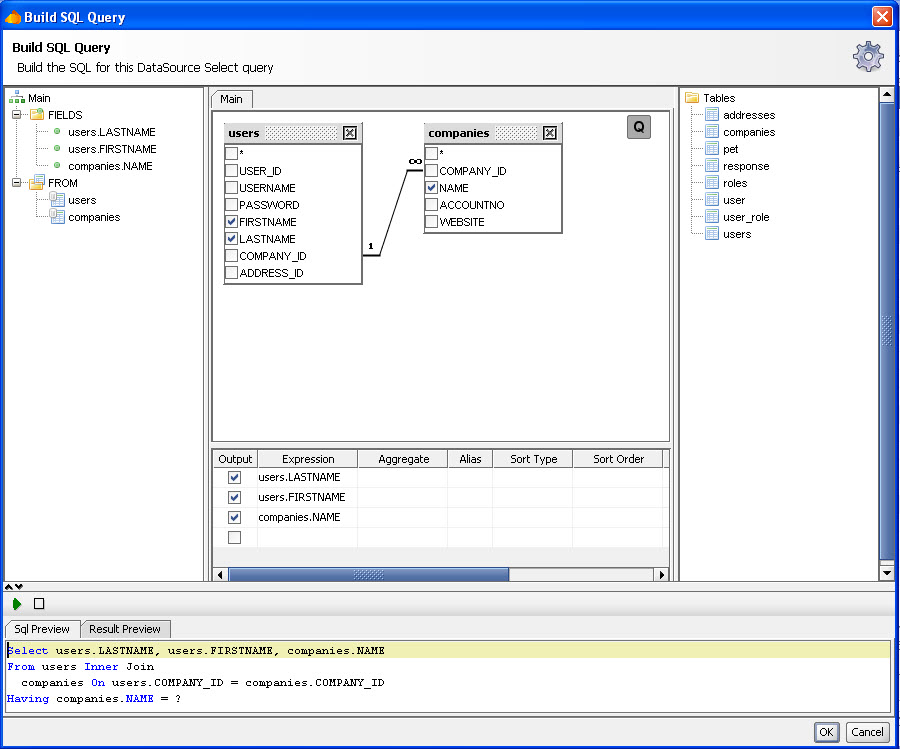 Build SQL Query
Build SQL Query
Build the SQL for this DataSource Select query
Main
FIELDS
users.LASTNAME
users.FIRSTNAME
companies.NAME
FROM
users
companies
Main
users
*
USER_ID
USERNAME
PASSWORD
FIRSTNAME
LASTNAME
COMPANY_ID
ADDRESS_ID
1
∞
companies
*
COMPANY_ID
NAME
ACCOUNTNO
WEBSITE
Q
Tables
addresses
companies
pet
response
roles
user
user_role
users
Output Expression Aggregate Alias Sort Type Sort Order
users.LASTNAME
users.FIRSTNAME
companies.NAME
Sql Preview Result Preview
Select users.LASTNAME, users.FIRSTNAME, companies.NAME
From users Inner Join
companies On users.COMPANY_ID = companies.COMPANY_ID
Having companies.NAME = ?
OK Cancel